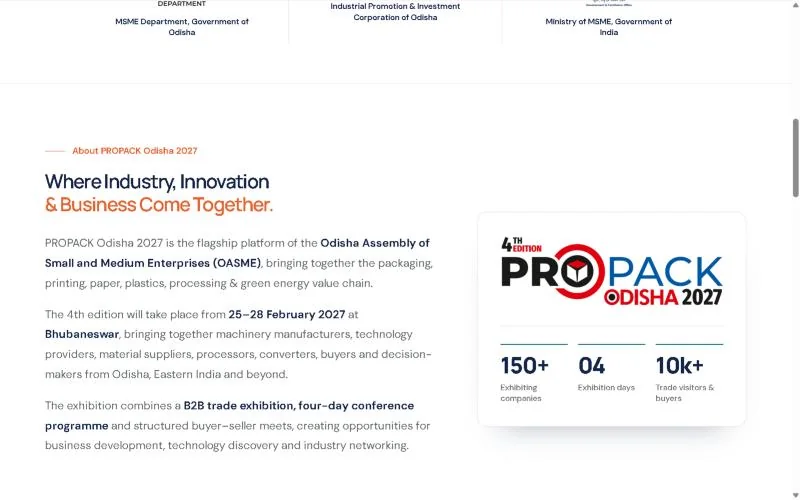 DEPARTMENT
MSME Department, Government of
Odisha
Industrial Promotion & Investment
Corporation of Odisha
Ministry of MSME, Government of
India
About PROPACK Odisha 2027
Where Industry, Innovation
& Business Come Together.
PROPACK Odisha 2027 is the flagship platform of the Odisha Assembly of
Small and Medium Enterprises (OASME), bringing together the packaging,
printing, paper, plastics, processing & green energy value chain.
The 4th edition will take place from 25–28 February 2027 at
Bhubaneswar, bringing together machinery manufacturers, technology
providers, material suppliers, processors, converters, buyers and decision-
makers from Odisha, Eastern India and beyond.
The exhibition combines a B2B trade exhibition, four-day conference
programme and structured buyer–seller meets, creating opportunities for
business development, technology discovery and industry networking.
4TH EDITION
PROPACK
ODISHA 2027
150+
Exhibiting
companies
04
Exhibition days
10k+
Trade visitors &
buyers